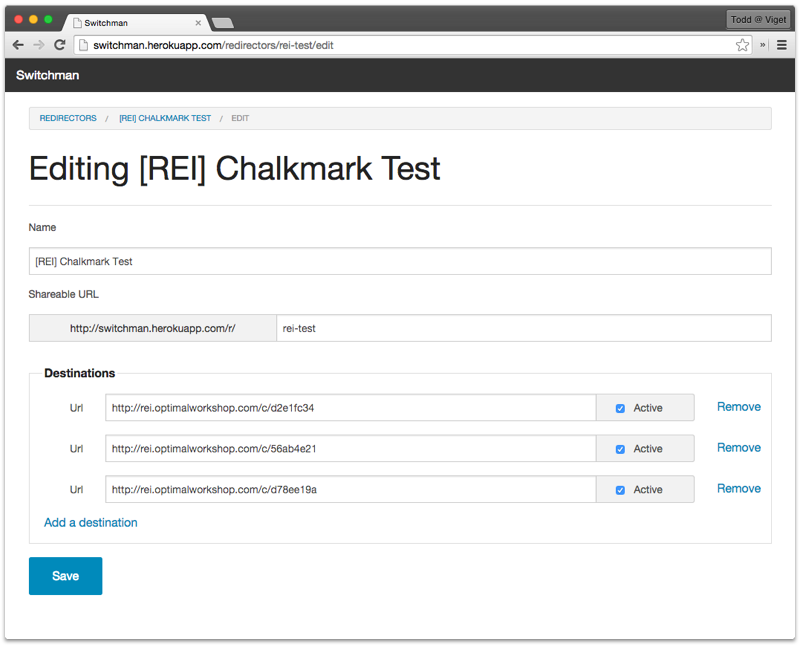 Switchman
Todd @ Viget
switchman.herokuapp.com/redirectors/rei-test/edit
Switchman
REDIRECTORS / [REI] CHALKMARK TEST / EDIT
Editing [REI] Chalkmark Test
Name
[REI] Chalkmark Test
Shareable URL
http://switchman.herokuapp.com/r/ rei-test
Destinations
Url http://rei.optimalworkshop.com/c/d2e1fc34 Active Remove
Url http://rei.optimalworkshop.com/c/56ab4e21 Active Remove
Url http://rei.optimalworkshop.com/c/d78ee19a Active Remove
Add a destination
Save